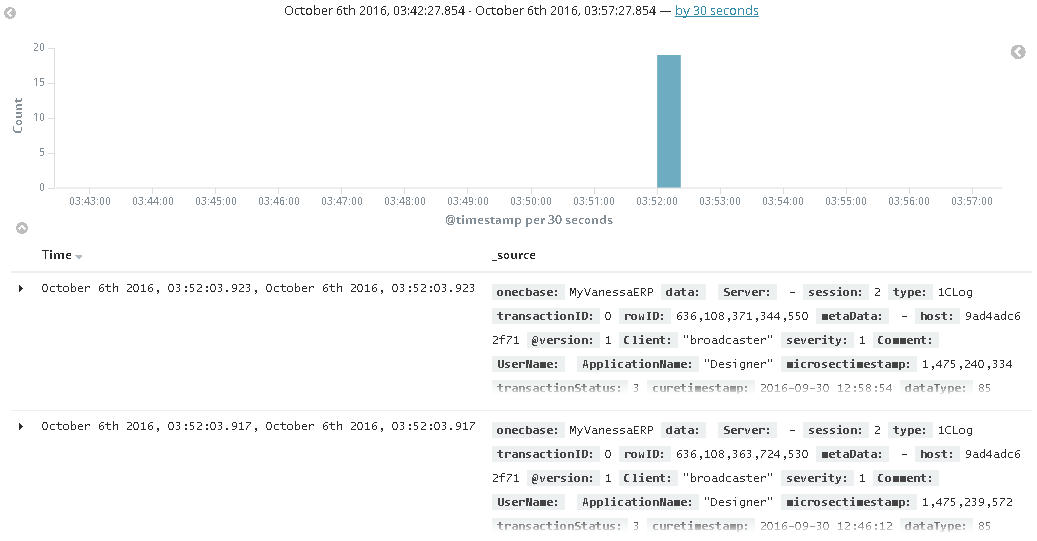 October 6th 2016, 03:42:27.854 - October 6th 2016, 03:57:27.854 — by 30 seconds
20
15
10
5
0
Count
03:43:00 03:44:00 03:45:00 03:46:00 03:47:00 03:48:00 03:49:00 03:50:00 03:51:00 03:52:00 03:53:00 03:54:00 03:55:00 03:56:00 03:57:00
@timestamp per 30 seconds
Time _source
October 6th 2016, 03:52:03.923, October 6th 2016, 03:52:03.923
onecbase: MyVanessaERP data: Server: - session: 2 type: 1CLog
transactionID: 0 rowID: 636,108,371,344,550 metaData: - host: 9ad4adc6
2f71 @version: 1 Client: "broadcaster" severity: 1 Comment:
UserName: ApplicationName: "Designer" microsectimestamp: 1,475,240,334
transactionStatus: 3 curetimestamp: 2016-09-30 12:58:54 dataType: 85
October 6th 2016, 03:52:03.917, October 6th 2016, 03:52:03.917
onecbase: MyVanessaERP data: Server: - session: 2 type: 1CLog
transactionID: 0 rowID: 636,108,363,724,530 metaData: - host: 9ad4adc6
2f71 @version: 1 Client: "broadcaster" severity: 1 Comment:
UserName: ApplicationName: "Designer" microsectimestamp: 1,475,239,572
transactionStatus: 3 curetimestamp: 2016-09-30 12:46:12 dataType: 85